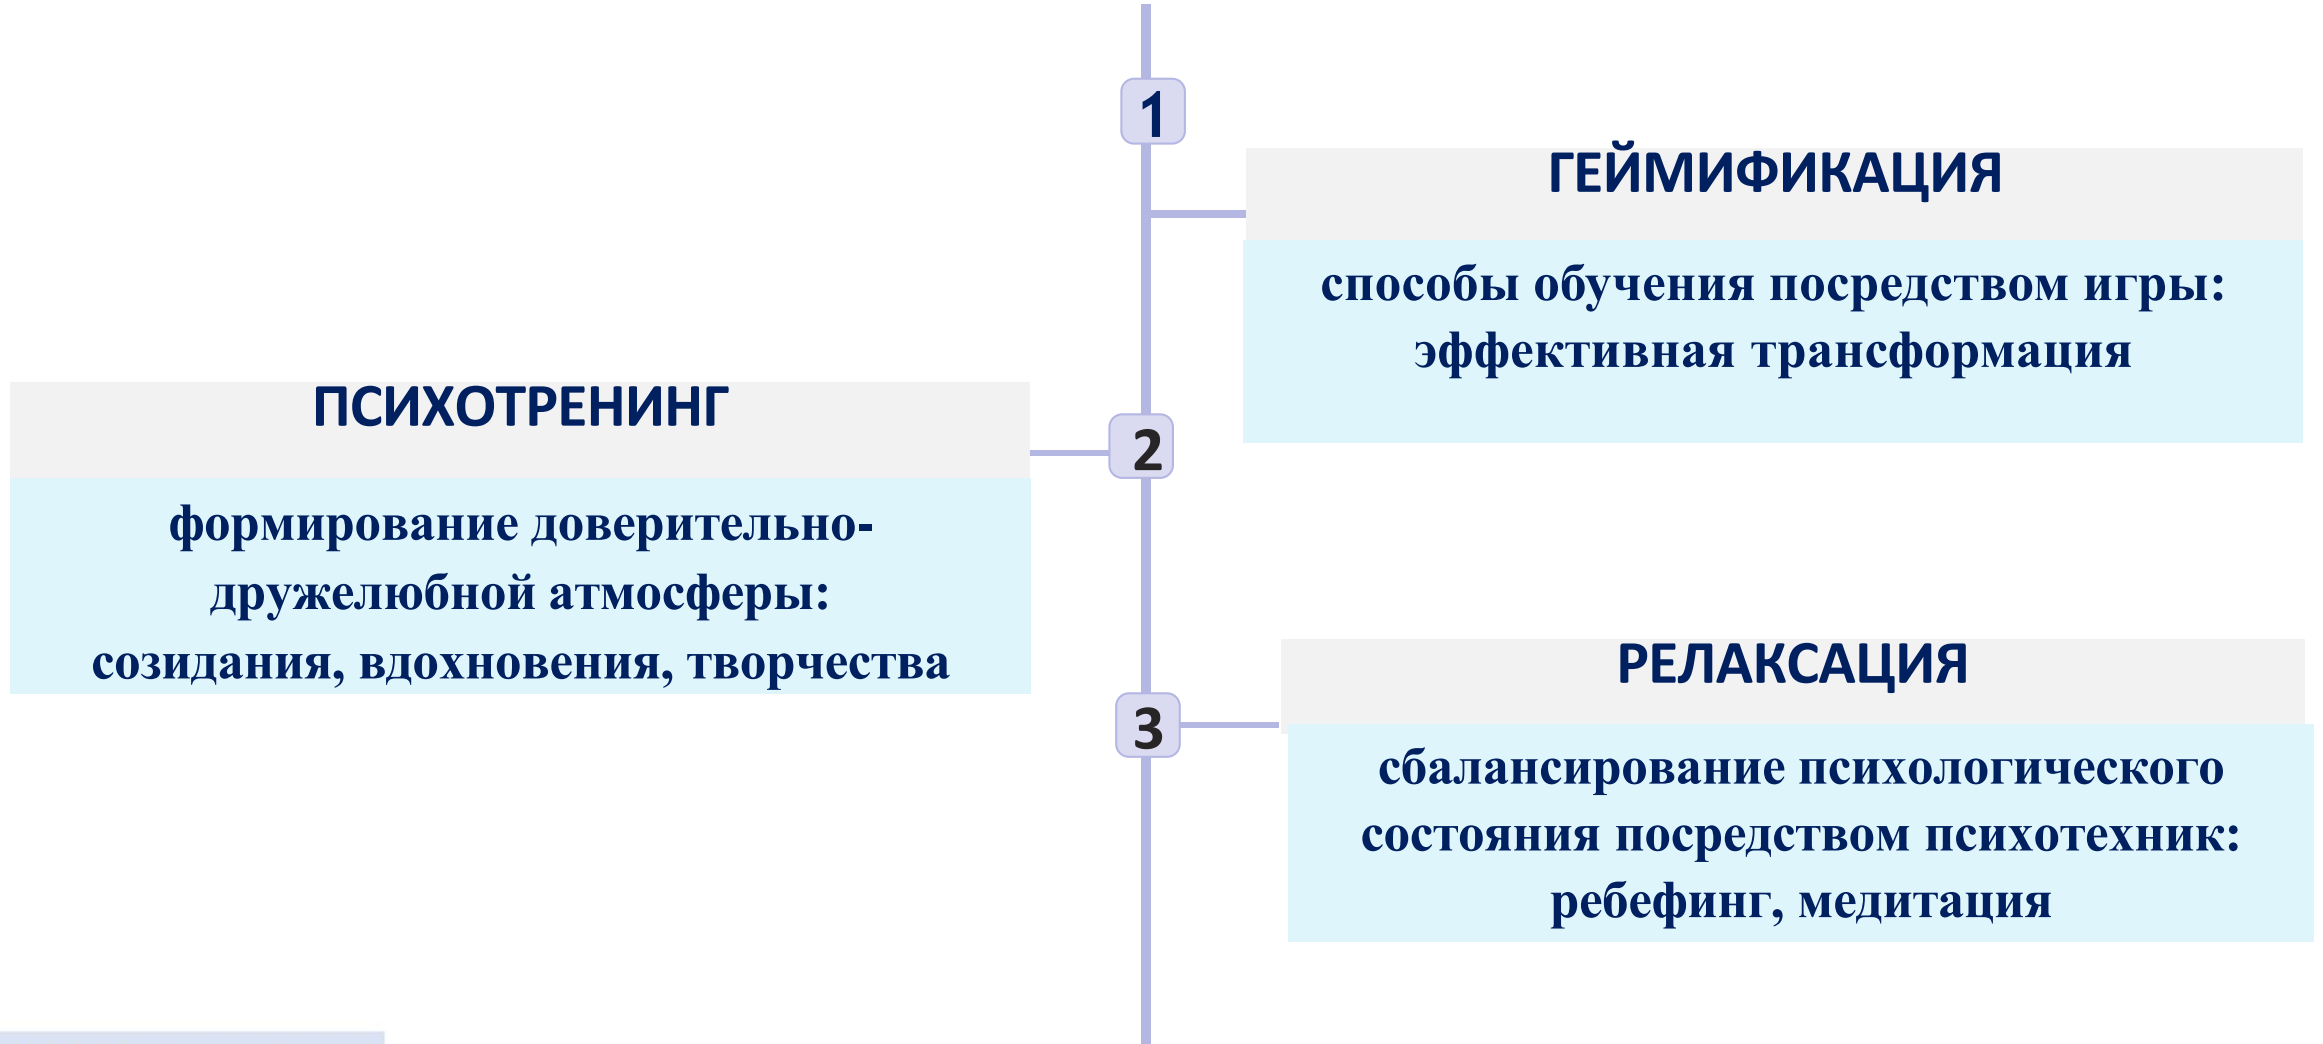 1
ГЕЙМИФИКАЦИЯ
способы обучения посредством игры:
эффективная трансформация
2
ПСИХОТРЕНИНГ
формирование доверительно-
дружелюбной атмосферы:
созидания, вдохновения, творчества
3
РЕЛАКСАЦИЯ
сбалансирование психологического
состояния посредством психотехник:
ребефинг, медитация